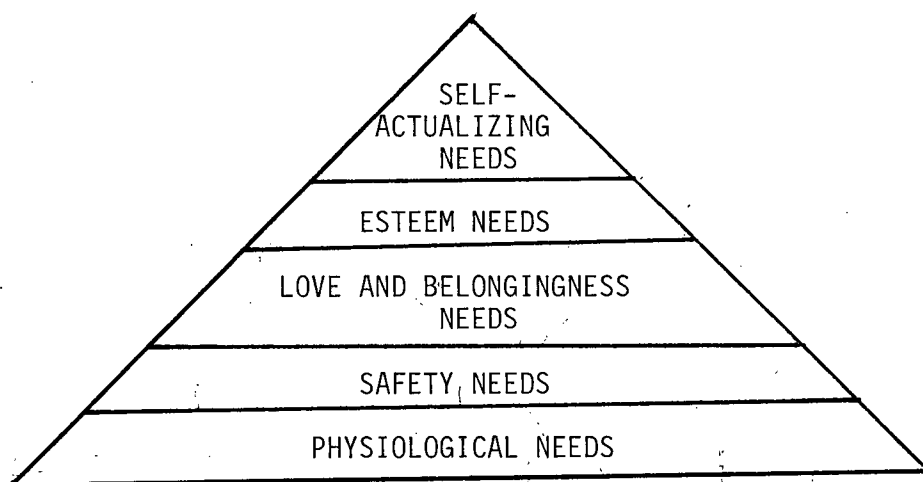 SELF-
ACTUALIZING
NEEDS
ESTEEM NEEDS
LOVE AND BELONGINGNESS
NEEDS
SAFETY NEEDS
PHYSIOLOGICAL NEEDS